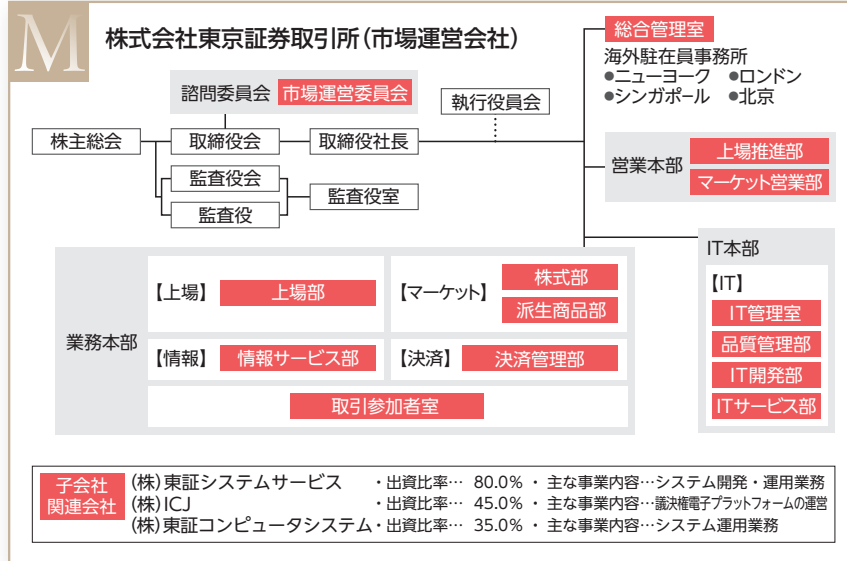 M
株式会社東京証券取引所(市場運営会社)
総合管理室
海外駐在員事務所
●ニューヨーク ●ロンドン
●シンガポール ●北京
諮問委員会 市場運営委員会
執行役員会
株主総会 取締役会 取締役社長
監査役会
監査役室
監査役
営業本部
上場推進部
マーケット営業部
業務本部
【上場】 上場部
【マーケット】
株式部
派生商品部
【情報】 情報サービス部
【決済】 決済管理部
取引参加者室
IT本部
【IT】
IT管理室
品質管理部
IT開発部
ITサービス部
子会社
関連会社
(株)東証システムサービス ・出資比率… 80.0% ・ 主な事業内容…システム開発・運用業務
(株)ICJ ・出資比率… 45.0% ・ 主な事業内容…議決権電子プラットフォームの運営
(株)東証コンピュータシステム・出資比率… 35.0% ・ 主な事業内容…システム運用業務